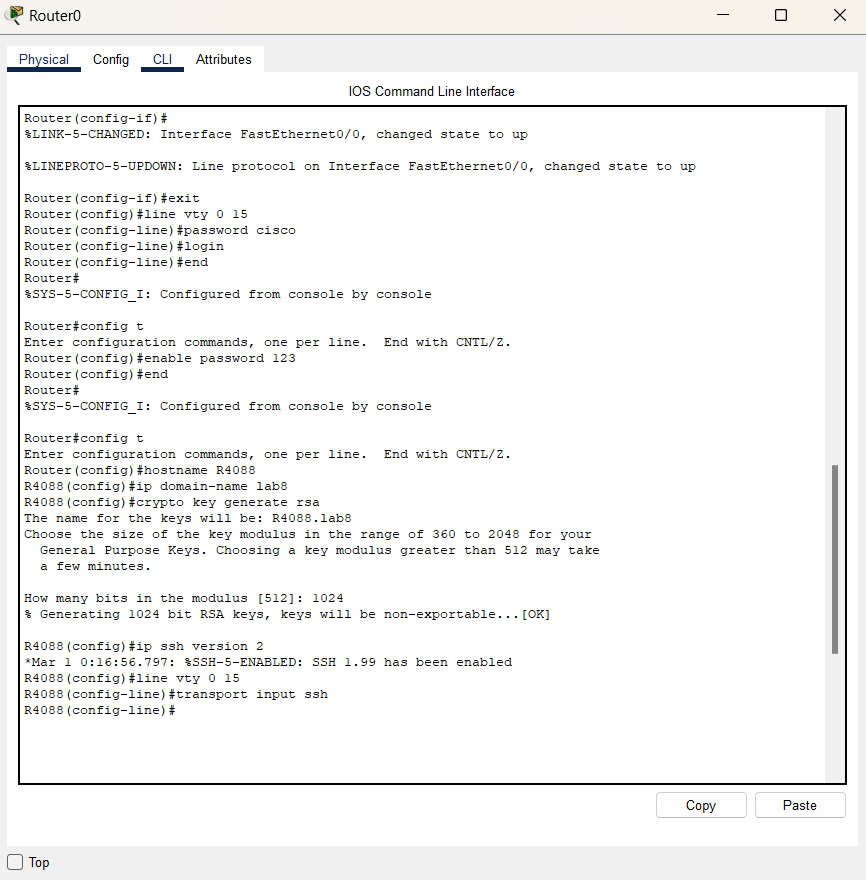 Router0
Physical Config CLI Attributes
IOS Command Line Interface
Router(config-if)#
%LINK-5-CHANGED: Interface FastEthernet0/0, changed state to up
%LINEPROTO-5-UPDOWN: Line protocol on Interface FastEthernet0/0, changed state to up
Router(config-if)#exit
Router(config)#line vty 0 15
Router(config-line)#password cisco
Router(config-line)#login
Router(config-line)#end
Router#
%SYS-5-CONFIG_I: Configured from console by console
Router#config t
Enter configuration commands, one per line.  End with CNTL/Z.
Router(config)#enable password 123
Router(config)#end
Router#
%SYS-5-CONFIG_I: Configured from console by console
Router#config t
Enter configuration commands, one per line.  End with CNTL/Z.
Router(config)#hostname R4088
R4088(config)#ip domain-name lab8
R4088(config)#crypto key generate rsa
The name for the keys will be: R4088.lab8
Choose the size of the key modulus in the range of 360 to 2048 for your
General Purpose Keys. Choosing a key modulus greater than 512 may take
a few minutes.
How many bits in the modulus [512]: 1024
% Generating 1024 bit RSA keys, keys will be non-exportable...[OK]
R4088(config)#ip ssh version 2
*Mar 1 0:16:56.797: %SSH-5-ENABLED: SSH 1.99 has been enabled
R4088(config)#line vty 0 15
R4088(config-line)#transport input ssh
R4088(config-line)#
Copy Paste
Top